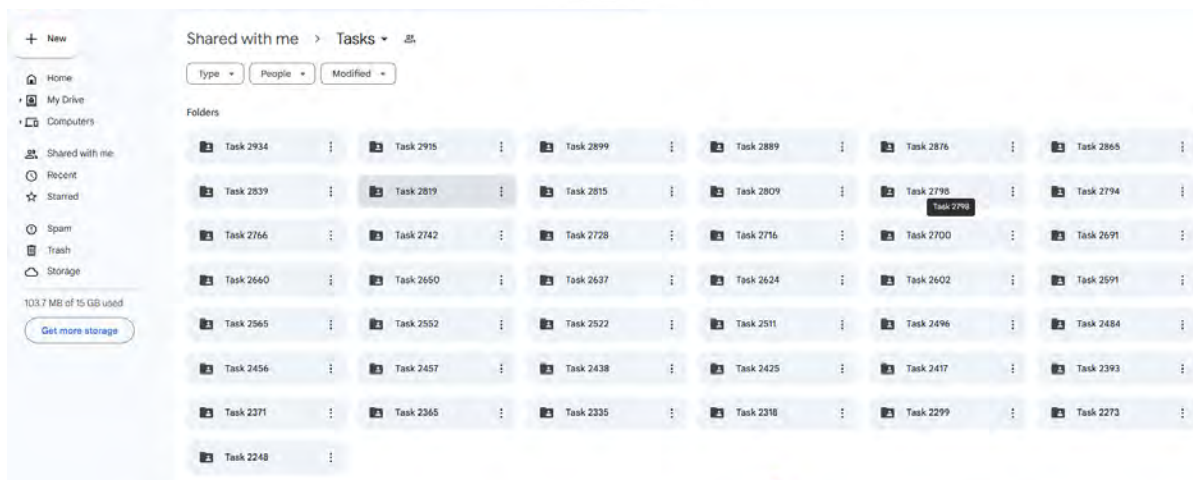 New
Shared with me > Tasks
Type People Modified
Home
My Drive
Computers
Shared with me
Recent
Starred
Spam
Trash
Storage
103.7 MB of 15 GB used
Get more storage
Folders
Task 2934 Task 2915 Task 2899 Task 2889 Task 2876 Task 2865
Task 2839 Task 2819 Task 2815 Task 2809 Task 2798 Task 2794
Task 2798
Task 2766 Task 2742 Task 2728 Task 2716 Task 2700 Task 2691
Task 2660 Task 2650 Task 2637 Task 2624 Task 2602 Task 2591
Task 2565 Task 2552 Task 2522 Task 2511 Task 2496 Task 2484
Task 2456 Task 2457 Task 2438 Task 2425 Task 2417 Task 2393
Task 2371 Task 2365 Task 2335 Task 2318 Task 2299 Task 2273
Task 2248